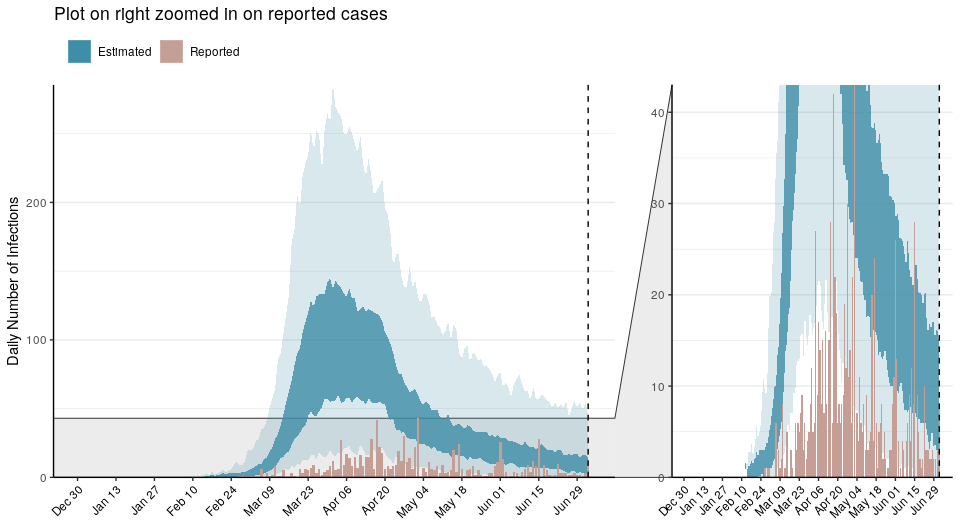 Plot on right zoomed in on reported cases
Estimated Reported
Daily Number of Infections
200
100
0
Dec 30 Jan 13 Jan 27 Feb 10 Feb 24 Mar 09 Mar 23 Apr 06 Apr 20 May 04 May 18 Jun 01 Jun 15 Jun 29
40
30
20
10
0
Dec 30 Jan 13 Jan 27 Feb 10 Feb 24 Mar 09 Mar 23 Apr 06 Apr 20 May 04 May 18 Jun 01 Jun 15 Jun 29